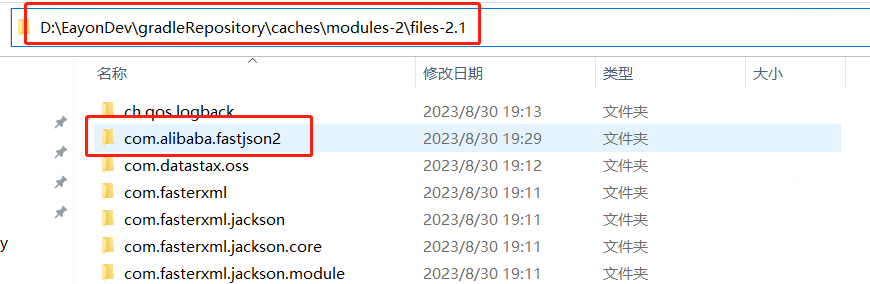 D:\EayonDev\gradleRepository\caches\modules-2\files-2.1
名称 修改日期 类型 大小
ch.qos.logback 2023/8/30 19:13 文件夹
com.alibaba.fastjson2 2023/8/30 19:29 文件夹
com.datastax.oss 2023/8/30 19:12 文件夹
com.fasterxml 2023/8/30 19:11 文件夹
com.fasterxml.jackson 2023/8/30 19:11 文件夹
y com.fasterxml.jackson.core 2023/8/30 19:11 文件夹
com.fasterxml.jackson.module 2023/8/30 19:11 文件夹